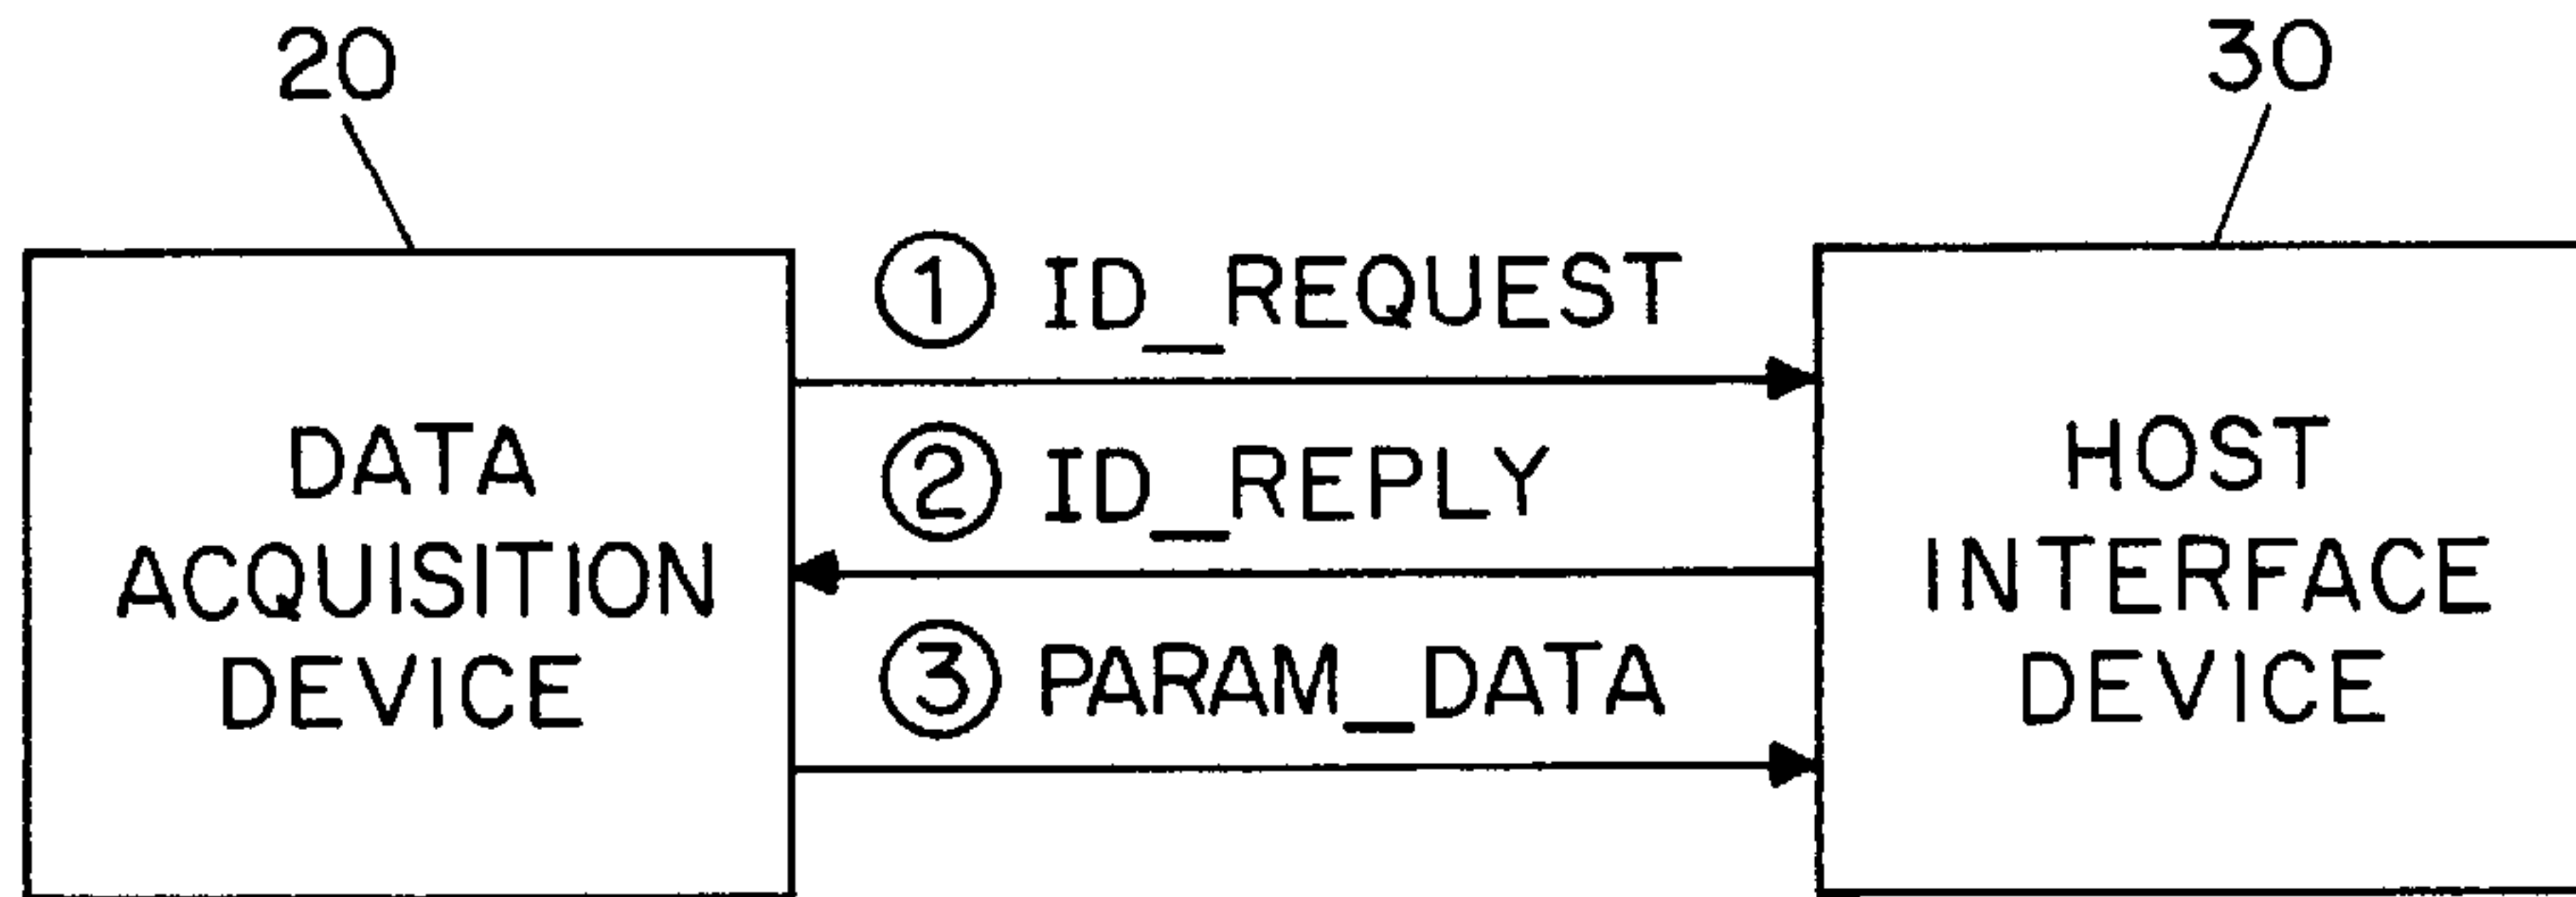 20
30
① ID_REQUEST
② ID_REPLY
③ PARAM_DATA
DATA
ACQUISITION
DEVICE
HOST
INTERFACE
DEVICE